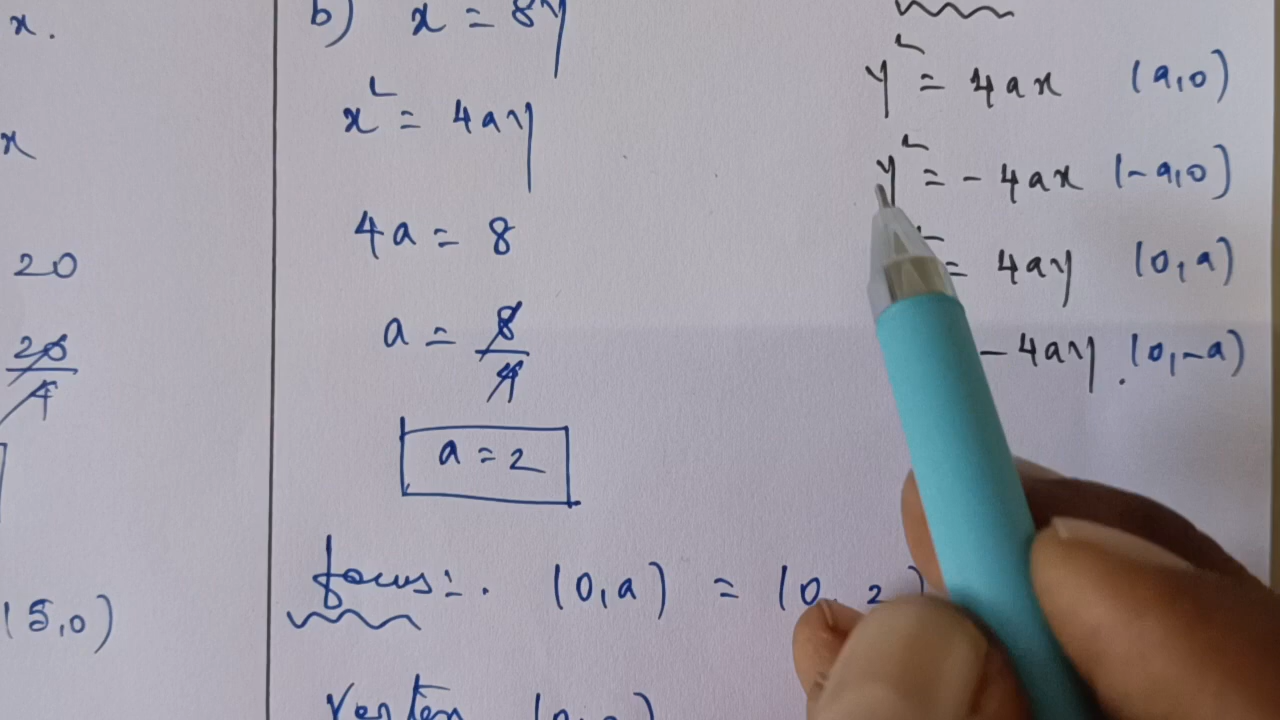 x.
x
20
20/4
(5,0)
b) x = 8y
x² = 4ay
4a = 8
a = 8/4
a = 2
focus:-. (0,a) = (0, 2)
Vertex
y² = 4ax (a,0)
y² = -4ax (-a,0)
= 4ay (0,a)
-4ay. (0,-a)